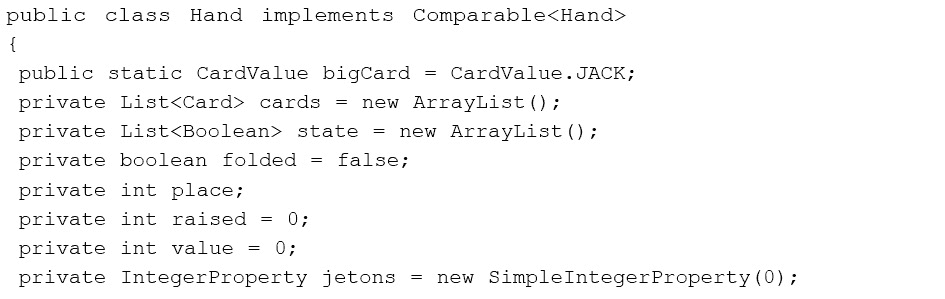 public class Hand implements Comparable<Hand>
{
public static CardValue bigCard = CardValue.JACK;
private List<Card> cards = new ArrayList();
private List<Boolean> state = new ArrayList();
private boolean folded = false;
private int place;
private int raised = 0;
private int value = 0;
private IntegerProperty jetons = new SimpleIntegerProperty(0);